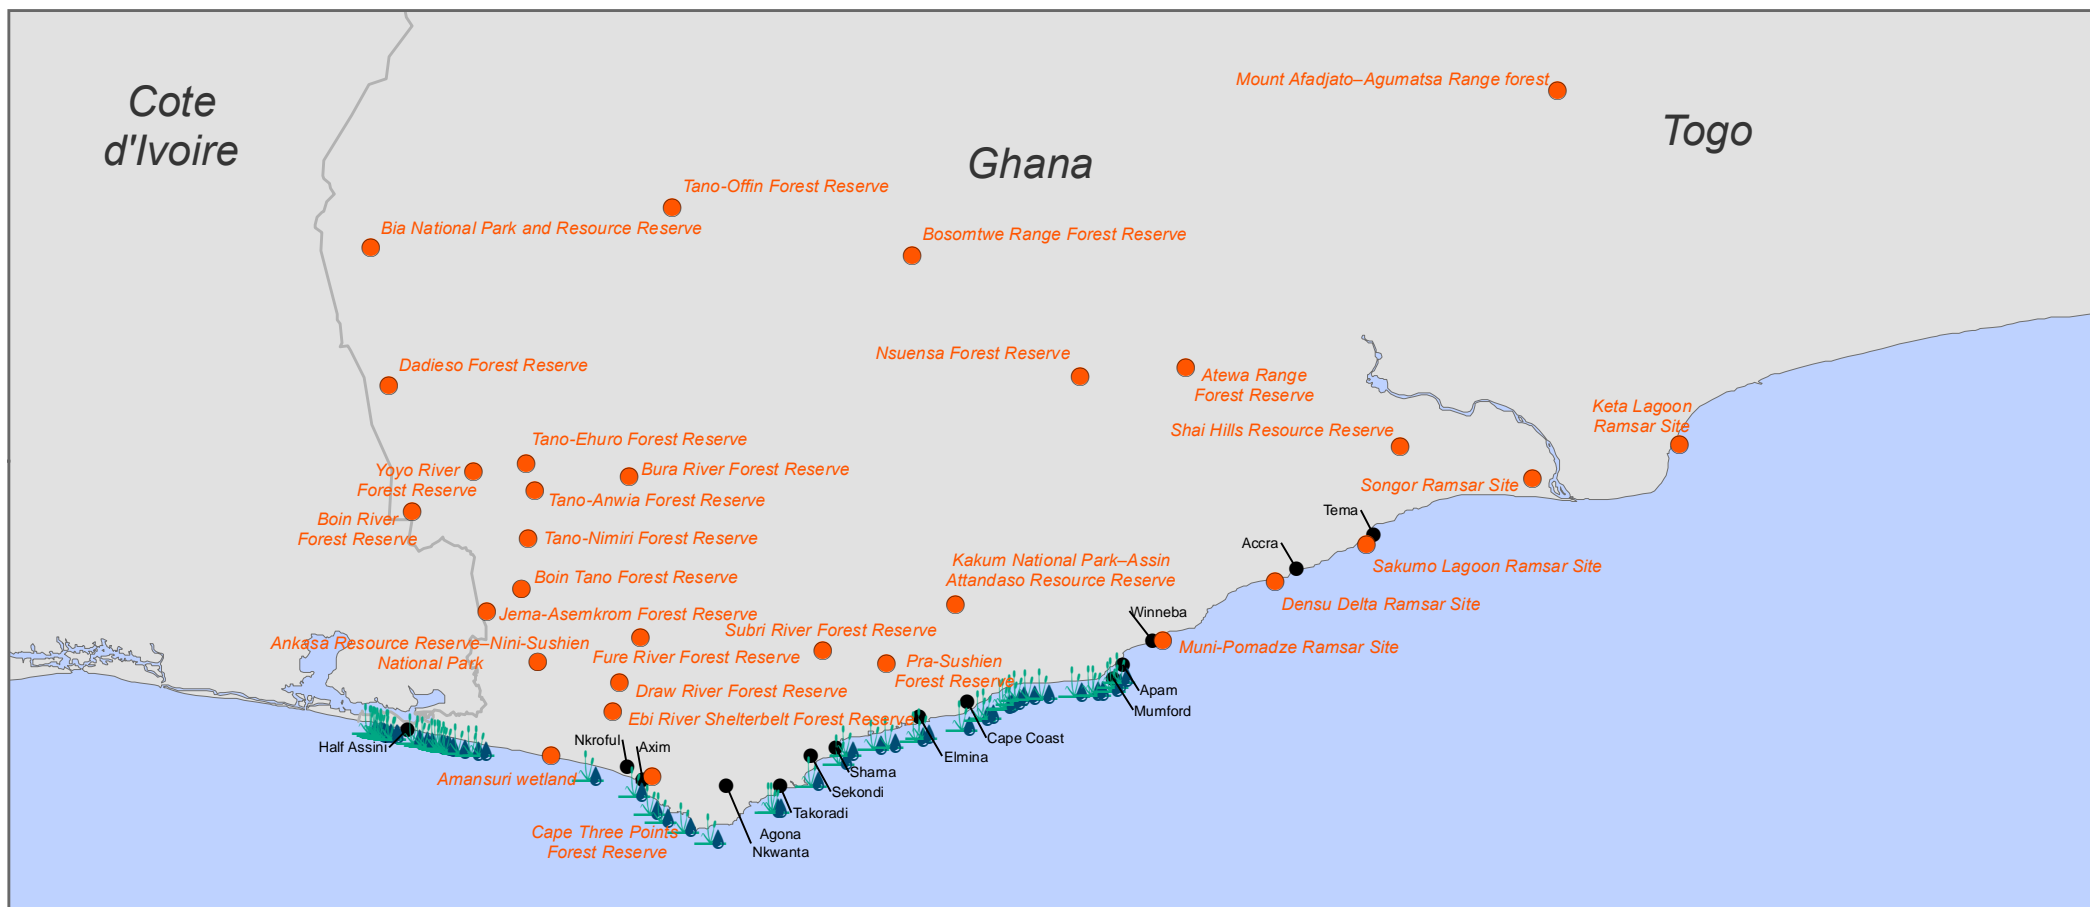 Mount Afadjato–Agumatsa Range forest
Cote
d'Ivoire
Togo
Ghana
Tano-Offin Forest Reserve
Bia National Park and Resource Reserve
Bosomtwe Range Forest Reserve
Nsuensa Forest Reserve
Dadieso Forest Reserve
Atewa Range
Forest Reserve
Keta Lagoon
Ramsar Site
Shai Hills Resource Reserve
Tano-Ehuro Forest Reserve
Yoyo River
Forest Reserve
Bura River Forest Reserve
Songor Ramsar Site
Tano-Anwia Forest Reserve
Tema
Boin River
Forest Reserve
Tano-Nimiri Forest Reserve
Accra
Kakum National Park–Assin
Attandaso Resource Reserve
Sakumo Lagoon Ramsar Site
Boin Tano Forest Reserve
Densu Delta Ramsar Site
Jema-Asemkrom Forest Reserve
Winneba
Subri River Forest Reserve
Ankasa Resource Reserve–Nini-Sushien
National Park
Muni-Pomadze Ramsar Site
Fure River Forest Reserve
Pra-Sushien
Forest Reserve
Draw River Forest Reserve
Apam
Mumford
Ebi River Shelterbelt Forest Reserve
Cape Coast
Nkroful
Axim
Half Assini
Elmina
Shama
Amansuri wetland
Sekondi
Takoradi
Cape Three Points
Forest Reserve
Agona
Nkwanta